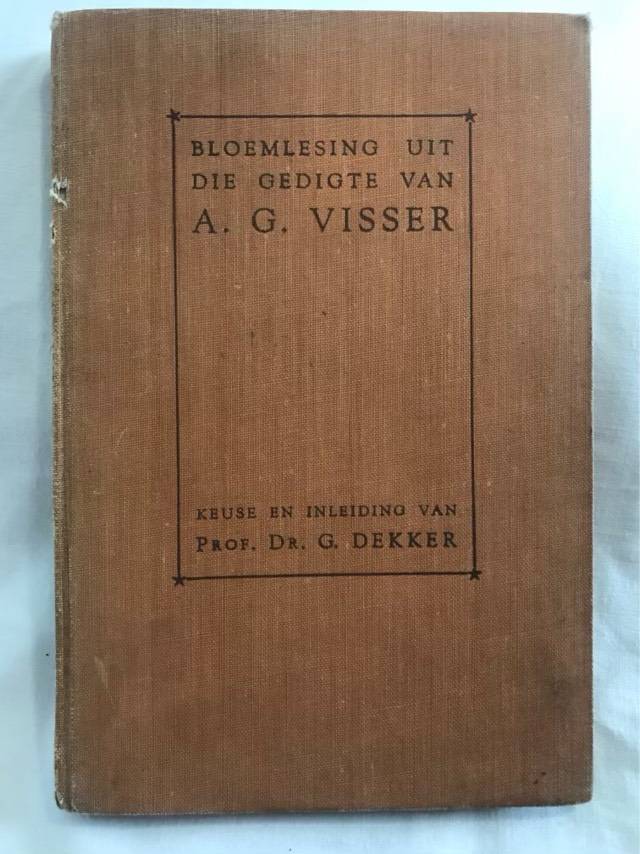 BLOEMLESING UIT
DIE GEDIGTE VAN
A. G. VISSER
KEUSE EN INLEIDING VAN
PROF. DR. G. DEKKER